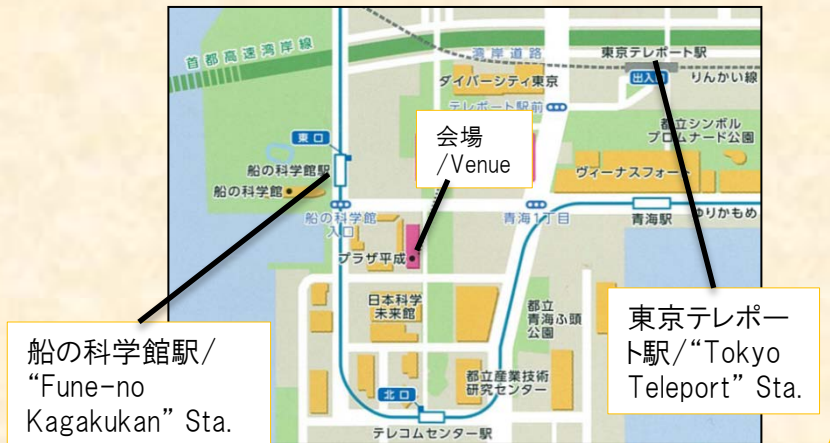 首都高速湾岸線
湾岸道路
東京テレポート駅
ダイバーシティ東京
出入口
りんかい線
テレポート駅前
会場
/Venue
都立シンボル
プロムナード公園
東口
船の科学館駅
船の科学館
ヴィーナスフォート
船の科学館
入口
青海1丁目
青海駅
ゆりかもめ
プラザ平成
日本科学
未来館
都立
青海ふ頭
公園
船の科学館駅/
“Fune-no
Kagakukan” Sta.
東京テレポー
ト駅/“Tokyo
Teleport” Sta.
都立産業技術
研究センター
北口
テレコムセンター駅